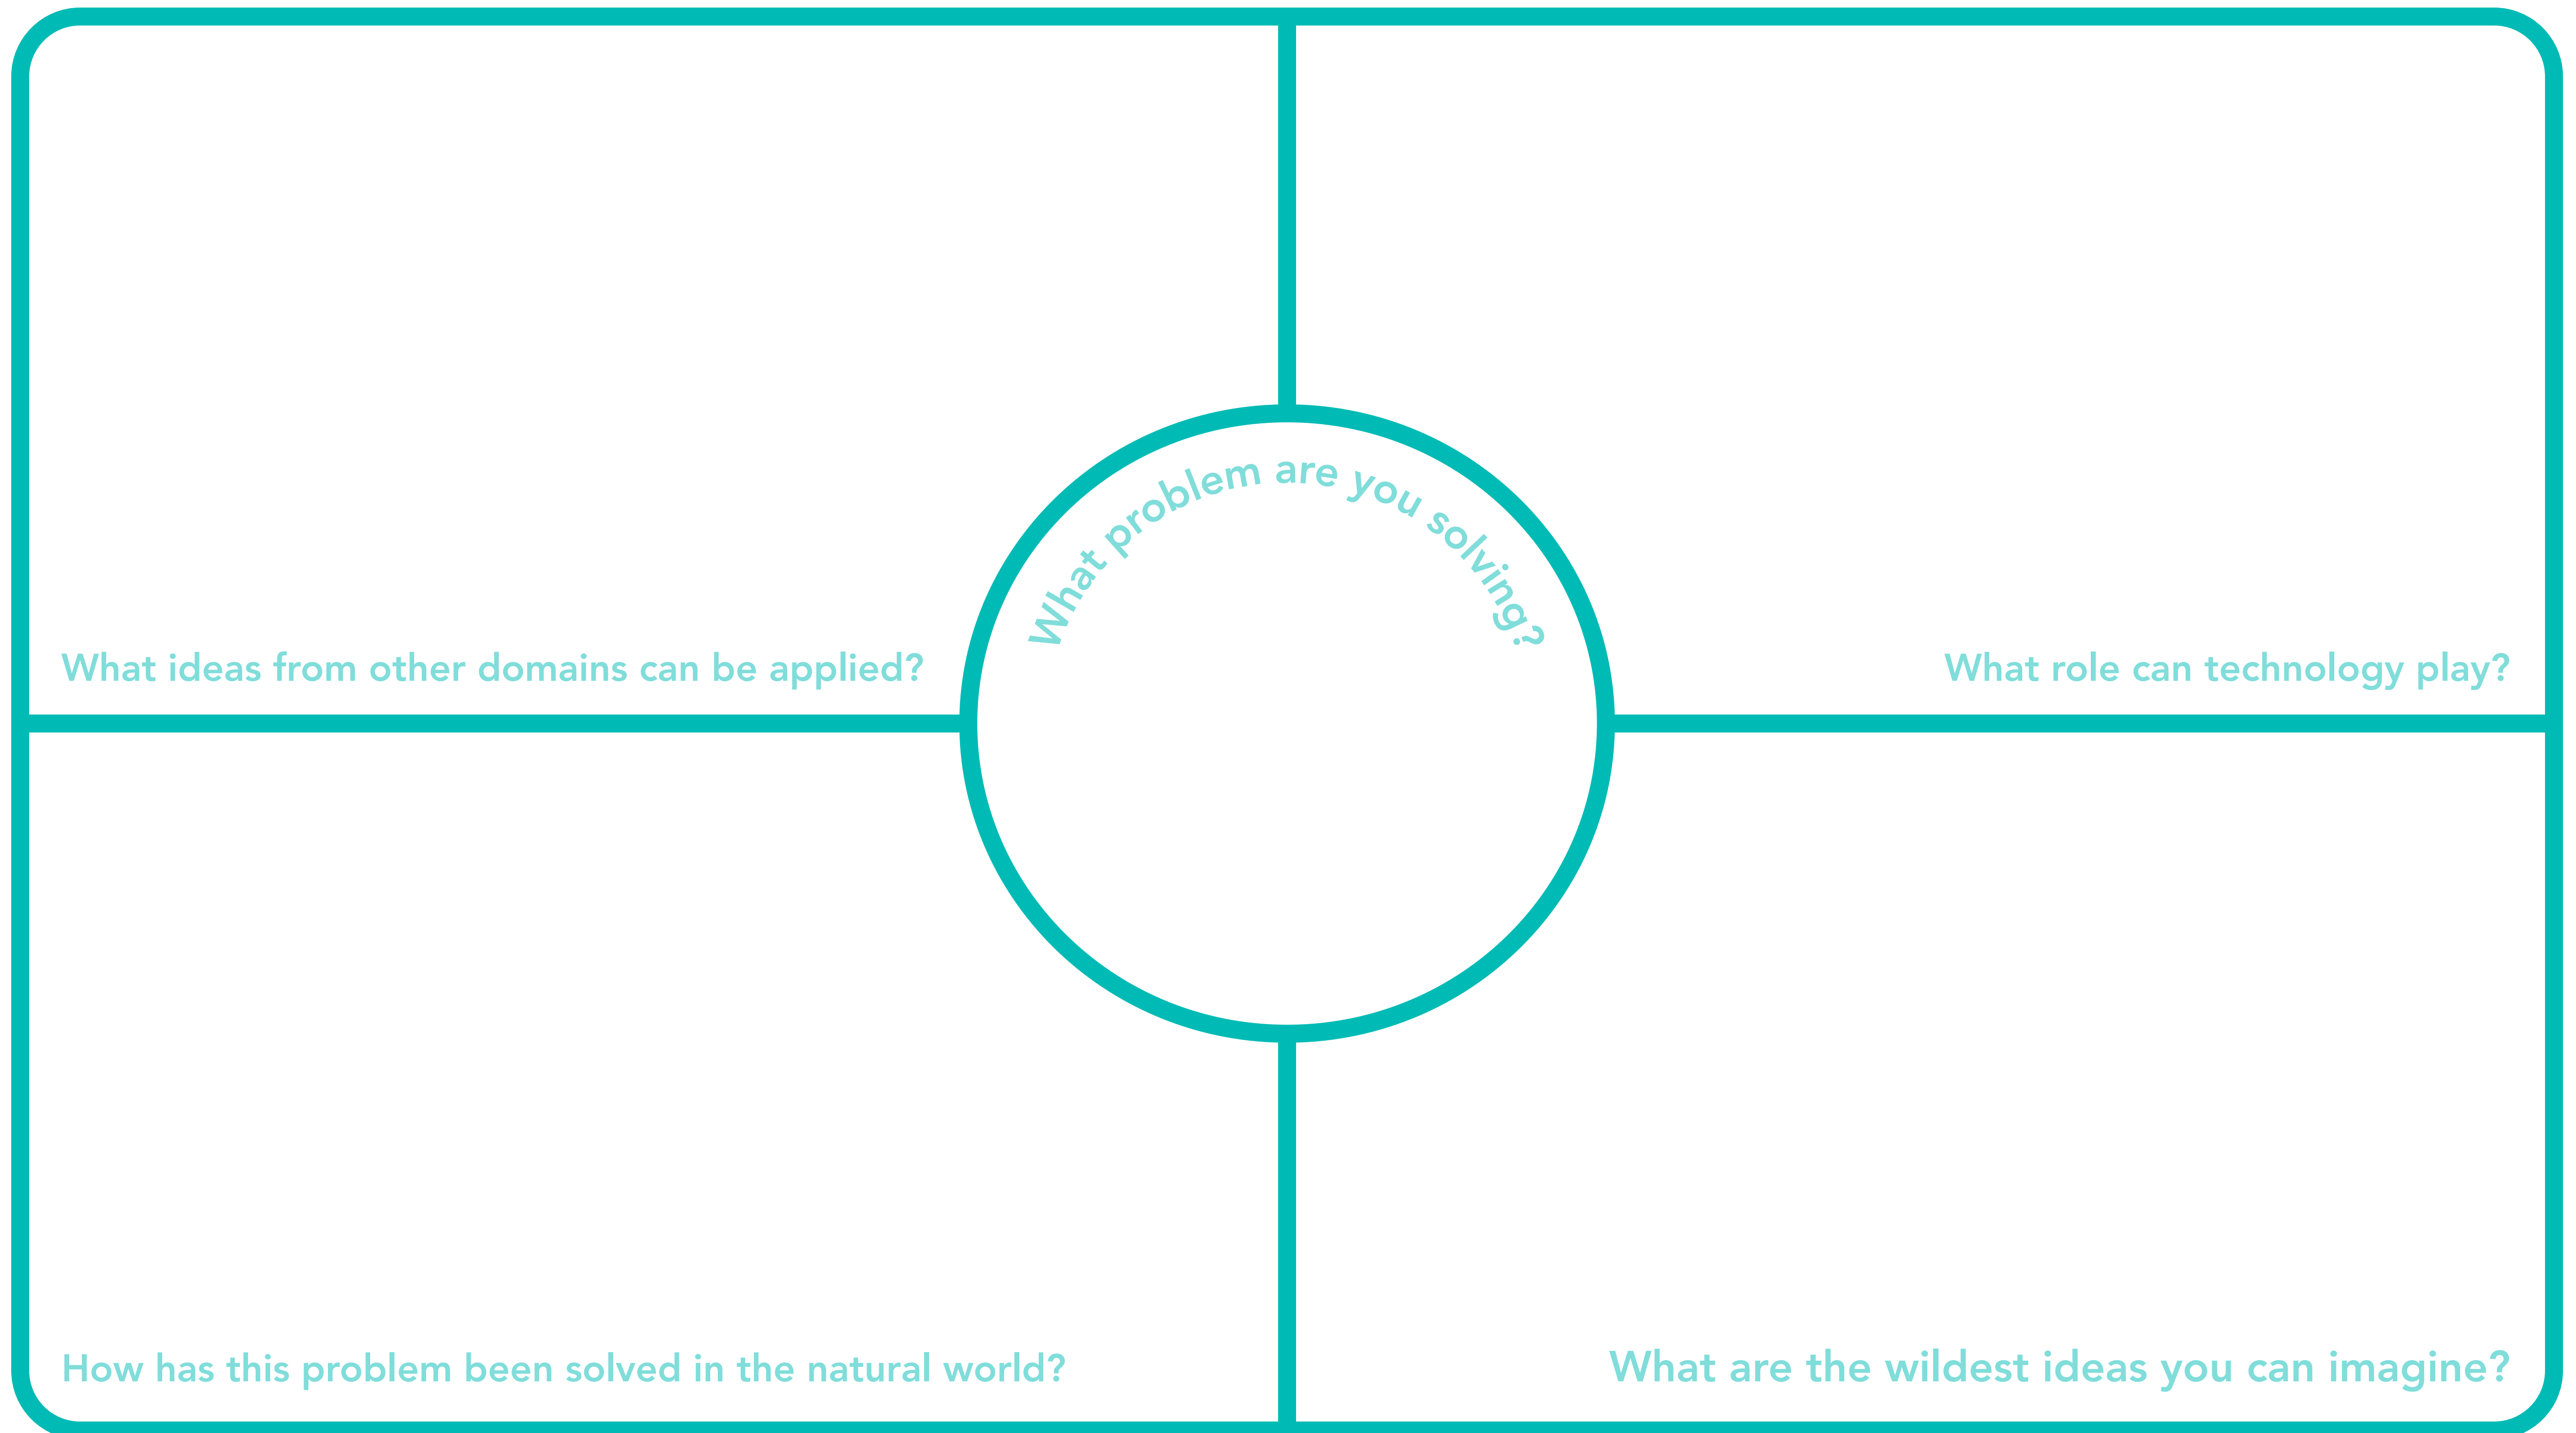 What problem are you solving?
What ideas from other domains can be applied?
What role can technology play?
How has this problem been solved in the natural world?
What are the wildest ideas you can imagine?